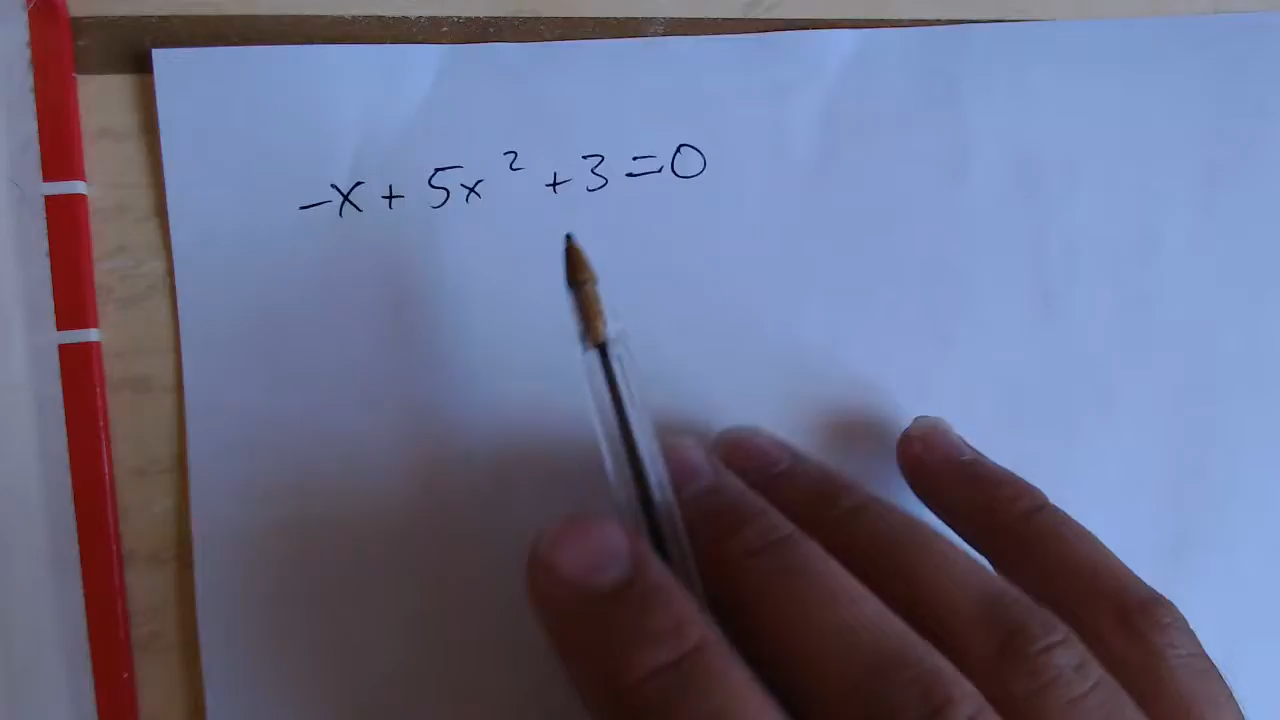 -x + 5x² + 3 = 0